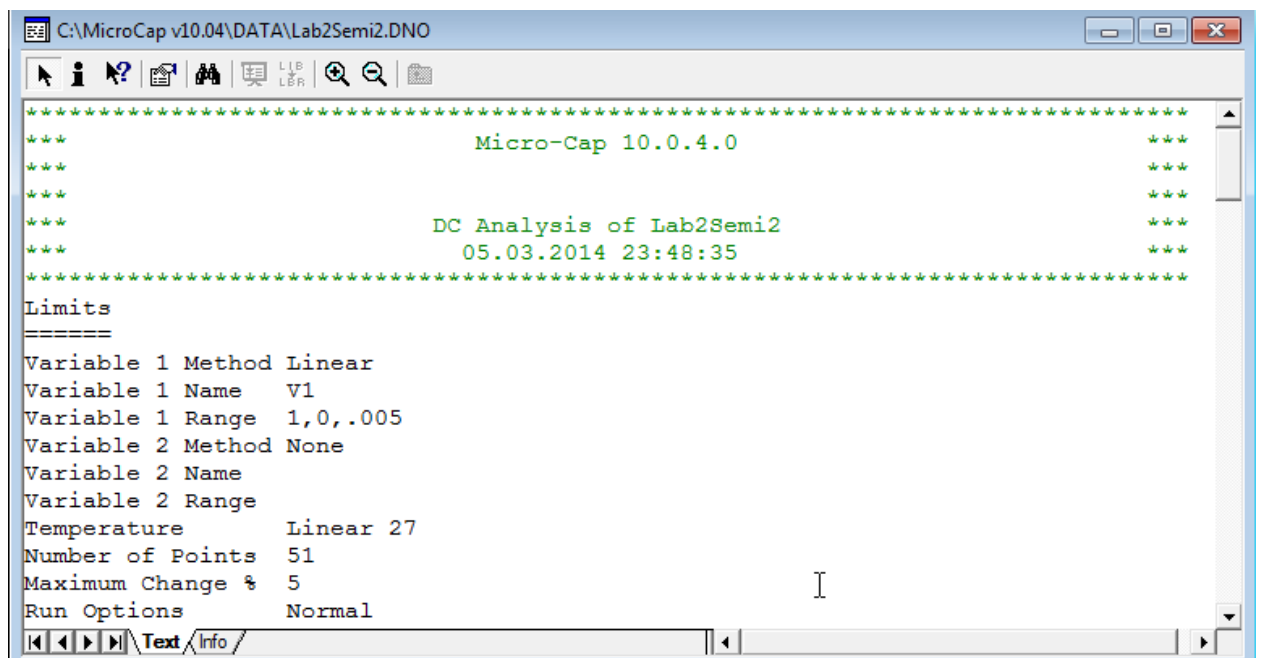 C:\MicroCap v10.04\DATA\Lab2Semi2.DNO
LIB
LBR
********************************************************************************
*** Micro-Cap 10.0.4.0 ***
*** ***
*** ***
*** DC Analysis of Lab2Semi2 ***
*** 05.03.2014 23:48:35 ***
********************************************************************************
Limits
======
Variable 1 Method Linear
Variable 1 Name V1
Variable 1 Range 1,0,.005
Variable 2 Method None
Variable 2 Name
Variable 2 Range
Temperature Linear 27
Number of Points 51
Maximum Change % 5
Run Options Normal
Text Info